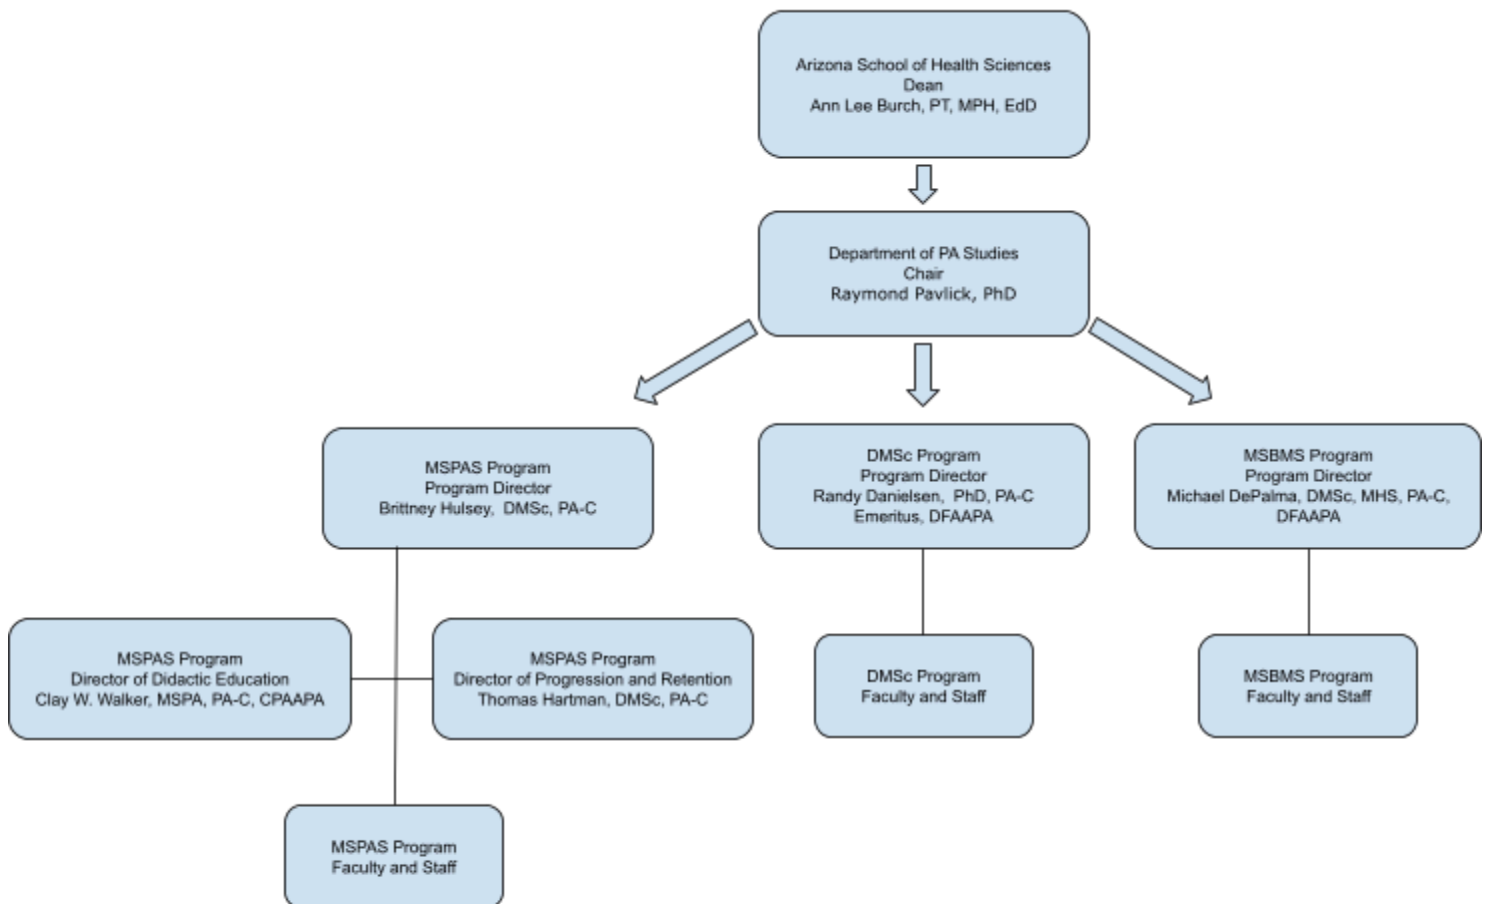 Arizona School of Health Sciences
Dean
Ann Lee Burch, PT, MPH, EdD
Department of PA Studies
Chair
Raymond Pavlick, PhD
MSPAS Program
Program Director
Brittney Hulsey, DMSc, PA-C
DMSc Program
Program Director
Randy Danielsen, PhD, PA-C
Emeritus, DFAAPA
MSBMS Program
Program Director
Michael DePalma, DMSc, MHS, PA-C,
DFAAPA
MSPAS Program
Director of Didactic Education
Clay W. Walker, MSPA, PA-C, CPAAPA
MSPAS Program
Director of Progression and Retention
Thomas Hartman, DMSc, PA-C
DMSc Program
Faculty and Staff
MSBMS Program
Faculty and Staff
MSPAS Program
Faculty and Staff